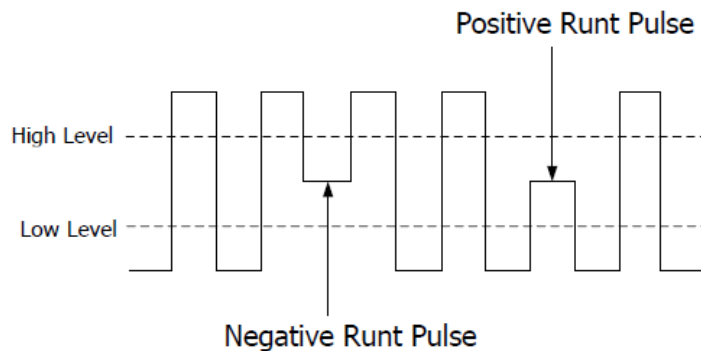 Positive Runt Pulse
High Level
Low Level
Negative Runt Pulse